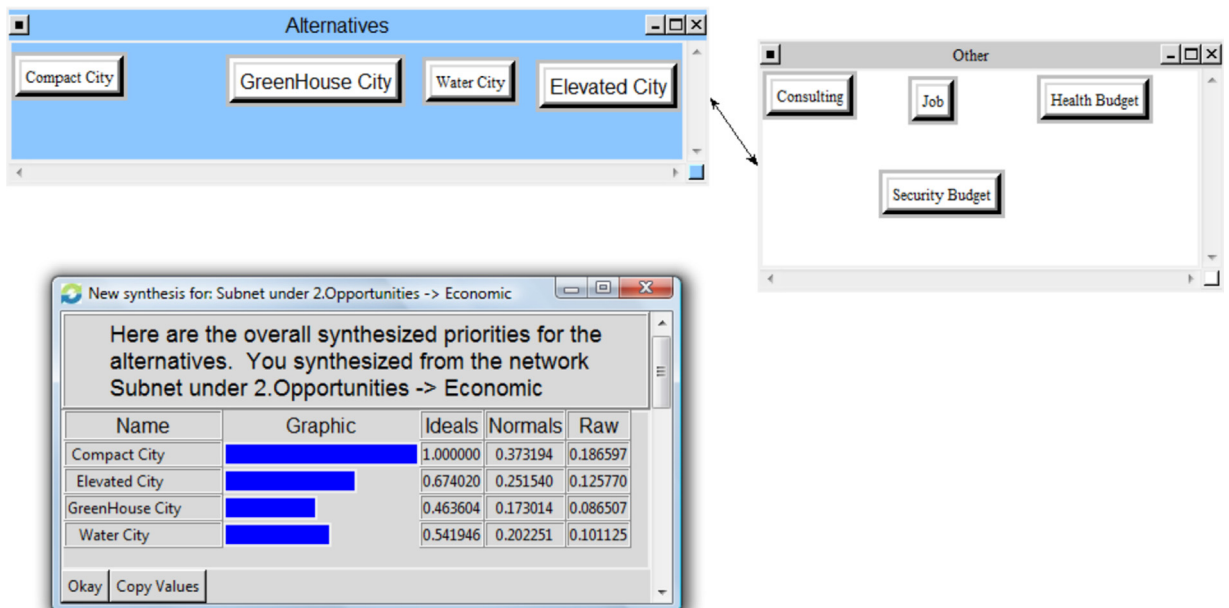 Alternatives
Compact City
GreenHouse City
Water City
Elevated City
Other
Consulting
Job
Health Budget
Security Budget
New synthesis for: Subnet under 2.Opportunities -> Economic
Here are the overall synthesized priorities for the
alternatives. You synthesized from the network
Subnet under 2.Opportunities -> Economic
Name Graphic Ideals Normals Raw
Compact City 1.000000 0.373194 0.186597
Elevated City 0.674020 0.251540 0.125770
GreenHouse City 0.463604 0.173014 0.086507
Water City 0.541946 0.202251 0.101125
Okay Copy Values